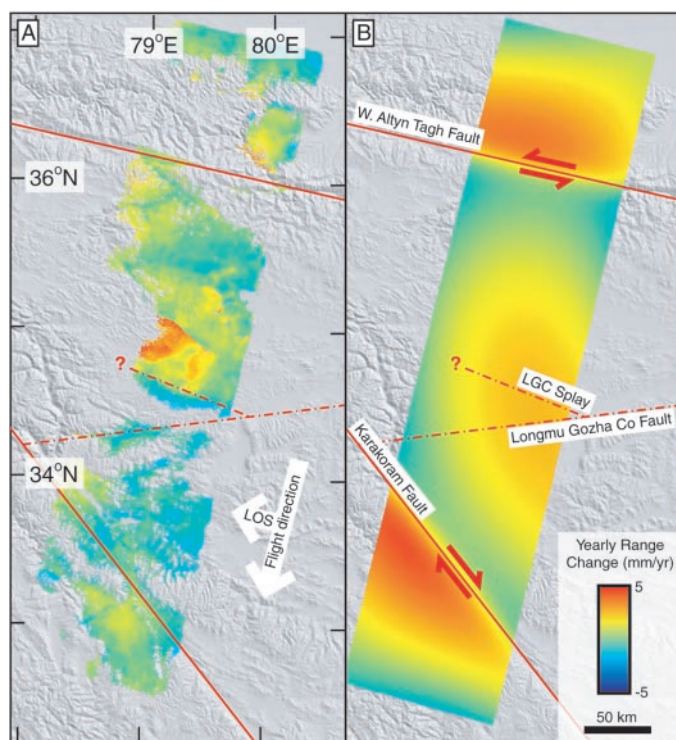 A
79°E
80°E
B
W. Altyn Tagh Fault
36°N
?
?
LGC Splay
Longmu Gozha Co Fault
Karakoram Fault
34°N
LOS
Flight direction
Yearly Range
Change (mm/yr)
5
-5
50 km